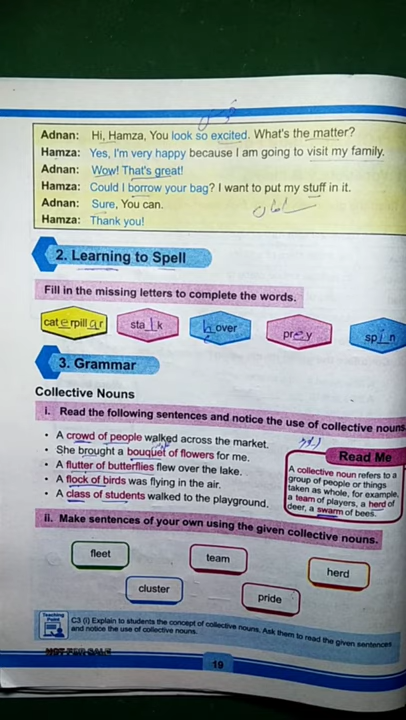 Adnan: Hi, Hamza, You look so excited. What's the matter?
Hamza: Yes, I'm very happy because I am going to visit my family.
Adnan: Wow! That's great!
Hamza: Could I borrow your bag? I want to put my stuff in it.
سامان
Adnan: Sure, You can.
Hamza: Thank you!
2. Learning to Spell
Fill in the missing letters to complete the words.
caterpillar stalk hover prey spin
3. Grammar
Collective Nouns
i. Read the following sentences and notice the use of collective nouns
• A crowd of people walked across the market.
• She brought a bouquet of flowers for me.
• A flutter of butterflies flew over the lake.
• A flock of birds was flying in the air.
• A class of students walked to the playground.
Read Me
A collective noun refers to a
group of people or things
taken as whole, for example,
a team of players, a herd of
deer, a swarm of bees.
ii. Make sentences of your own using the given collective nouns.
fleet team herd
cluster pride
Teaching
Point
C3 (i) Explain to students the concept of collective nouns. Ask them to read the given sentences
and notice the use of collective nouns.
NOT FOR SALE
19